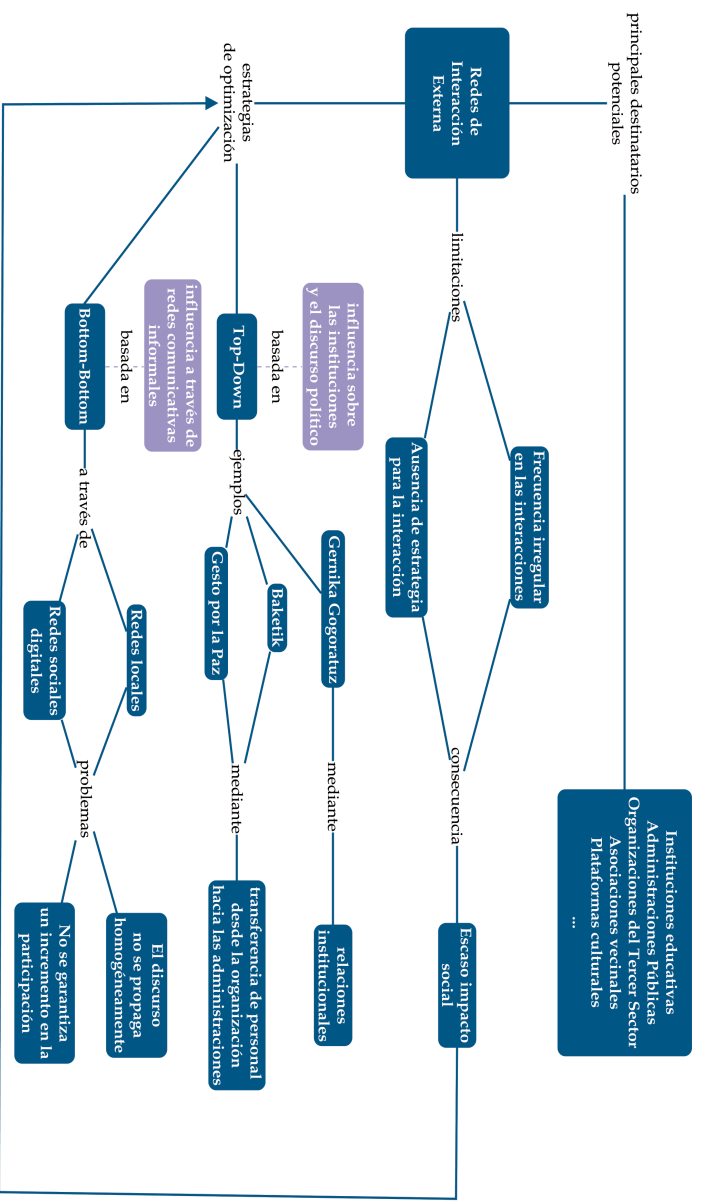 principales destinatarios
potenciales
Instituciones educativas
Administraciones Públicas
Organizaciones del Tercer Sector
Asociaciones vecinales
Plataformas culturales
...
Redes de
Interacción
Externa
limitaciones
Frecuencia irregular
en las interacciones
Ausencia de estrategia
para la interacción
consecuencia
Escaso impacto
social
estrategias
de optimización
influencia sobre
las instituciones
y el discurso político
basada en
Top-Down
ejemplos
Gernika Gogoratuz
mediante
relaciones
institucionales
Baketik
Gesto por la Paz
mediante
transferencia de personal
desde la organización
hacia las administraciones
influencia a través de
redes comunicativas
informales
basada en
Bottom-Bottom
a través de
Redes locales
Redes sociales
digitales
problemas
El discurso
no se propaga
homogéneamente
No se garantiza
un incremento en la
participación